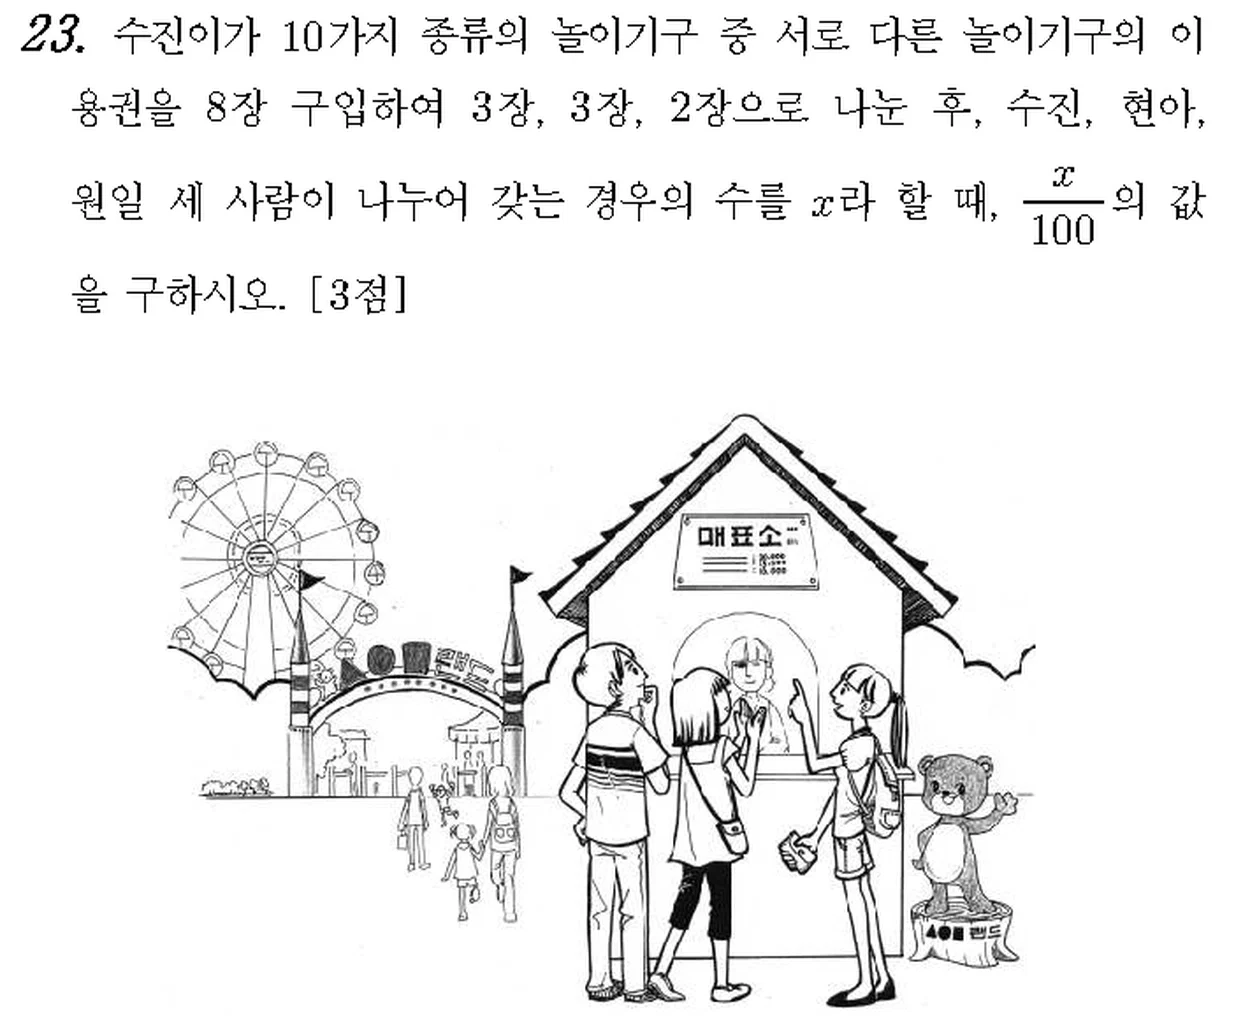 23. 수진이가 10가지 종류의 놀이기구 중 서로 다른 놀이기구의 이
용권을 8장 구입하여 3장, 3장, 2장으로 나눈 후, 수진, 현아,
원일 세 사람이 나누어 갖는 경우의 수를 x라 할 때, x/100의 값
을 구하시오. [3점]
매표소
랜드
랜드